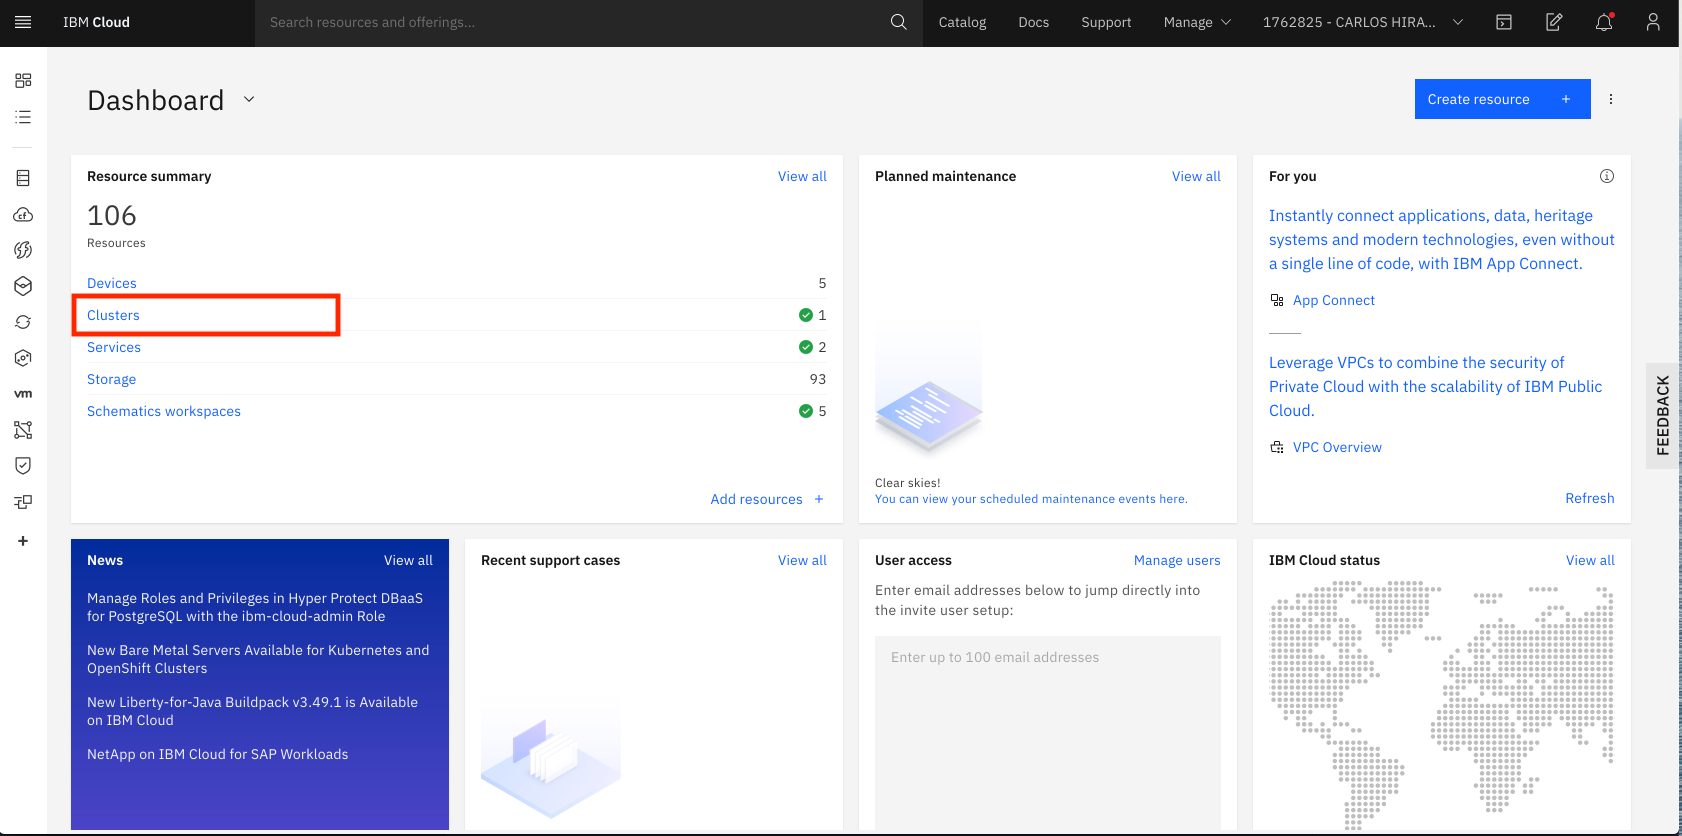 IBM Cloud
Search resources and offerings...
Catalog
Docs
Support
Manage
1762825 - CARLOS HIRA...
Dashboard
Create resource +
Resource summary
View all
106
Resources
Devices 5
Clusters 1
Services 2
Storage 93
Schematics workspaces 5
Add resources +
Planned maintenance
View all
Clear skies!
You can view your scheduled maintenance events here.
For you
Instantly connect applications, data, heritage
systems and modern technologies, even without
a single line of code, with IBM App Connect.
App Connect
Leverage VPCs to combine the security of
Private Cloud with the scalability of IBM Public
Cloud.
VPC Overview
Refresh
FEEDBACK
cf
vm
News
View all
Manage Roles and Privileges in Hyper Protect DBaaS
for PostgreSQL with the ibm-cloud-admin Role
New Bare Metal Servers Available for Kubernetes and
OpenShift Clusters
New Liberty-for-Java Buildpack v3.49.1 is Available
on IBM Cloud
NetApp on IBM Cloud for SAP Workloads
Recent support cases
View all
User access
Manage users
Enter email addresses below to jump directly into
the invite user setup:
Enter up to 100 email addresses
IBM Cloud status
View all